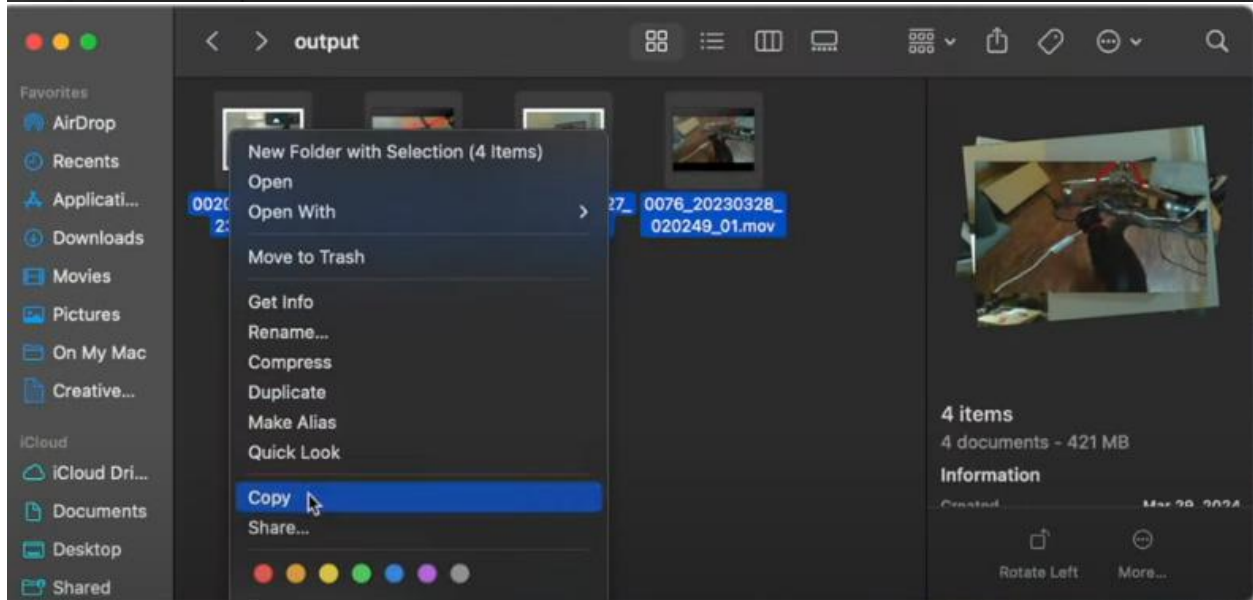 output
Favorites
AirDrop
Recents
Applicati...
Downloads
Movies
Pictures
On My Mac
Creative...
iCloud
iCloud Dri...
Documents
Desktop
Shared
New Folder with Selection (4 Items)
Open
Open With
Move to Trash
Get Info
Rename...
Compress
Duplicate
Make Alias
Quick Look
Copy
Share...
0076_20230328_
020249_01.mov
4 items
4 documents - 421 MB
Information
Created Mar 29, 2024
Rotate Left More...